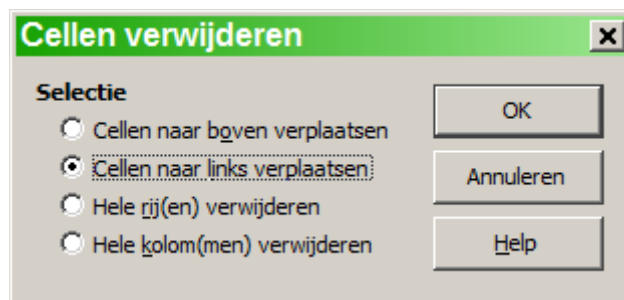 Cellen verwijderen
Selectie
Cellen naar boven verplaatsen
Cellen naar links verplaatsen
Hele rij(en) verwijderen
Hele kolom(men) verwijderen
OK
Annuleren
Help